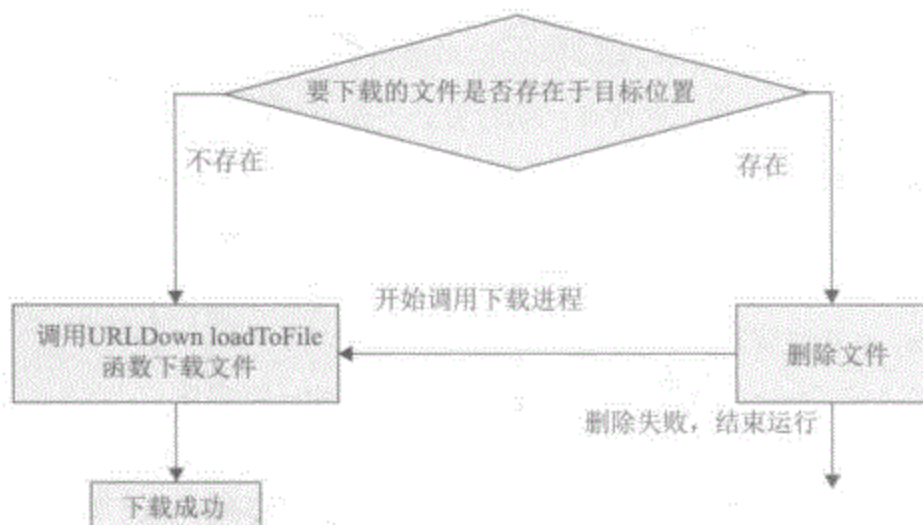 要下载的文件是否存在于目标位置
不存在
存在
开始调用下载进程
调用URLDown loadToFile
函数下载文件
删除文件
删除失败，结束运行
下载成功